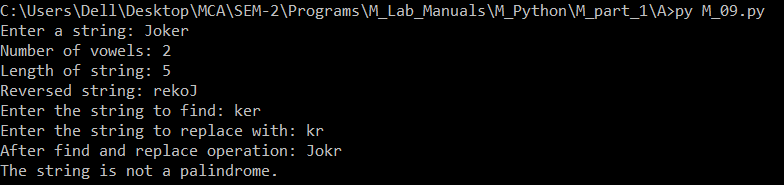 C:\Users\Dell\Desktop\MCA\SEM-2\Programs\M_Lab_Manuals\M_Python\M_part_1\A>py M_09.py
Enter a string: Joker
Number of vowels: 2
Length of string: 5
Reversed string: rekoJ
Enter the string to find: ker
Enter the string to replace with: kr
After find and replace operation: Jokr
The string is not a palindrome.